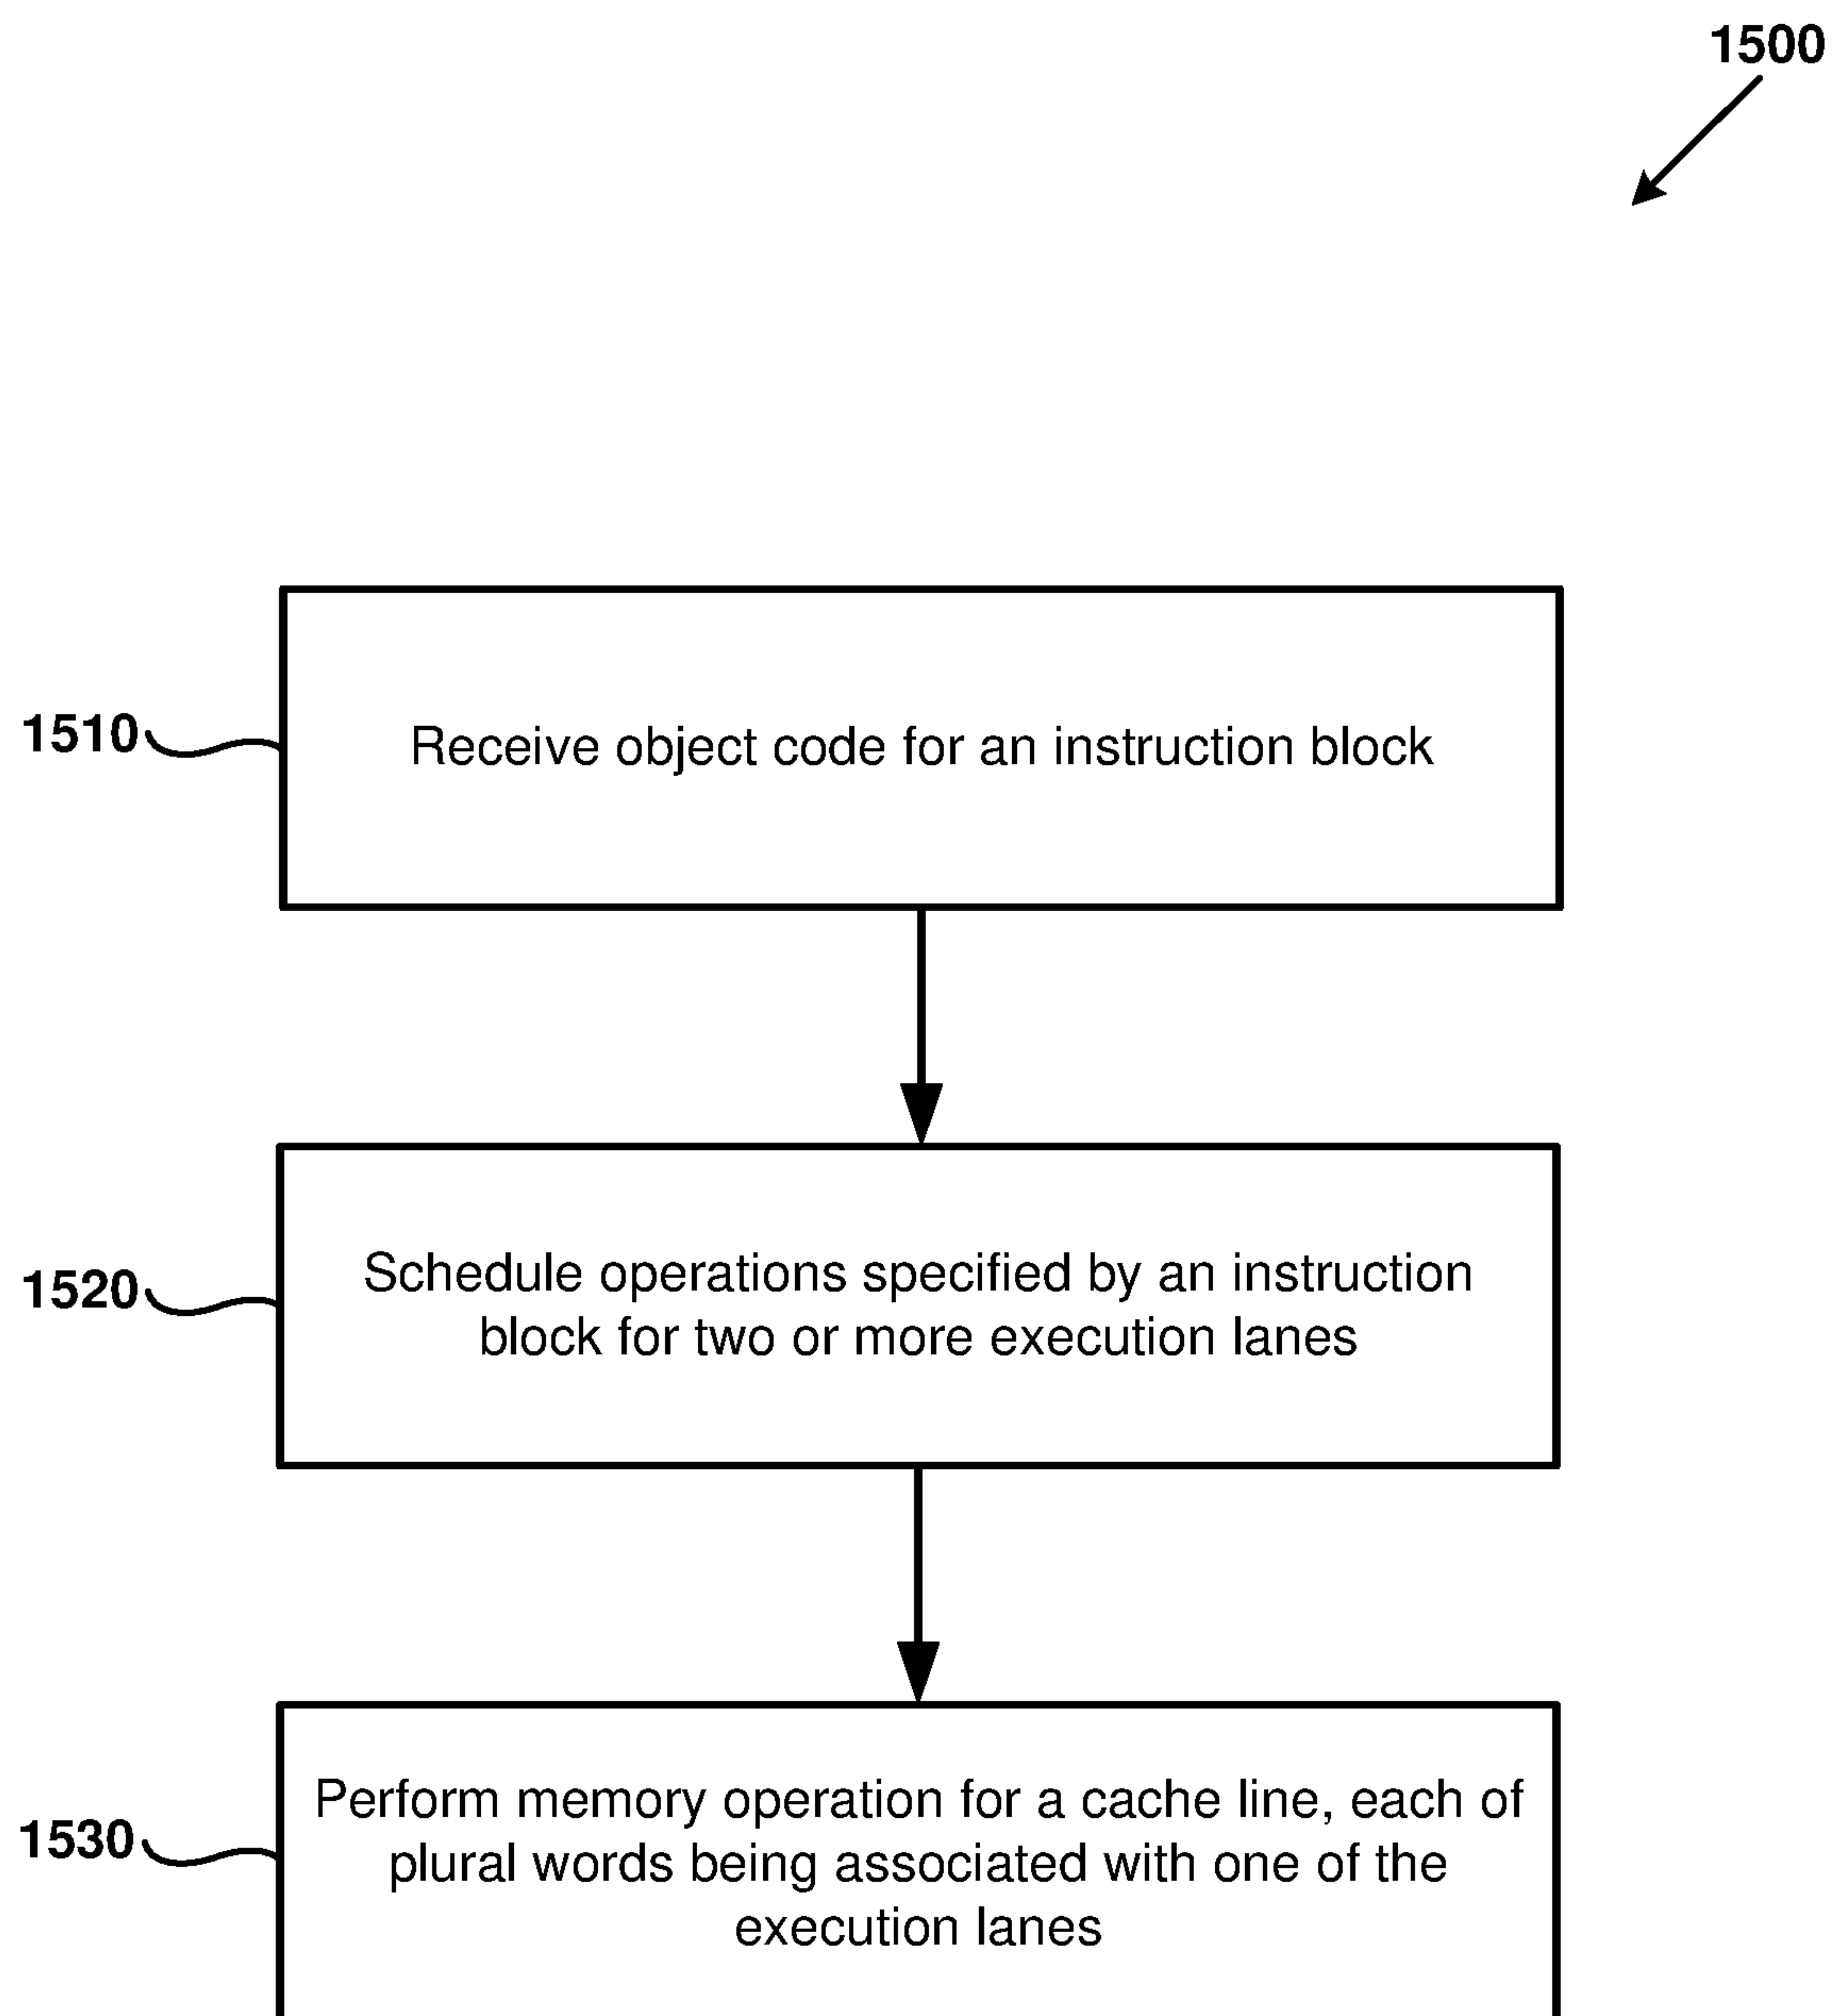 1500
1510
Receive object code for an instruction block
1520
Schedule operations specified by an instruction
block for two or more execution lanes
1530
Perform memory operation for a cache line, each of
plural words being associated with one of the
execution lanes